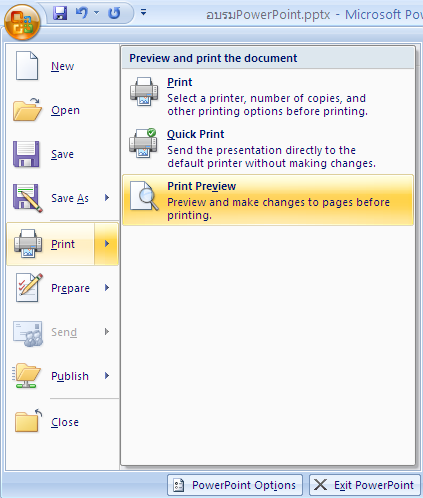 อบรมPowerPoint.pptx - Microsoft Pow
New
Open
Save
Save As
Print
Prepare
Send
Publish
Close
Preview and print the document
Print
Select a printer, number of copies, and
other printing options before printing.
Quick Print
Send the presentation directly to the
default printer without making changes.
Print Preview
Preview and make changes to pages before
printing.
PowerPoint Options
Exit PowerPoint